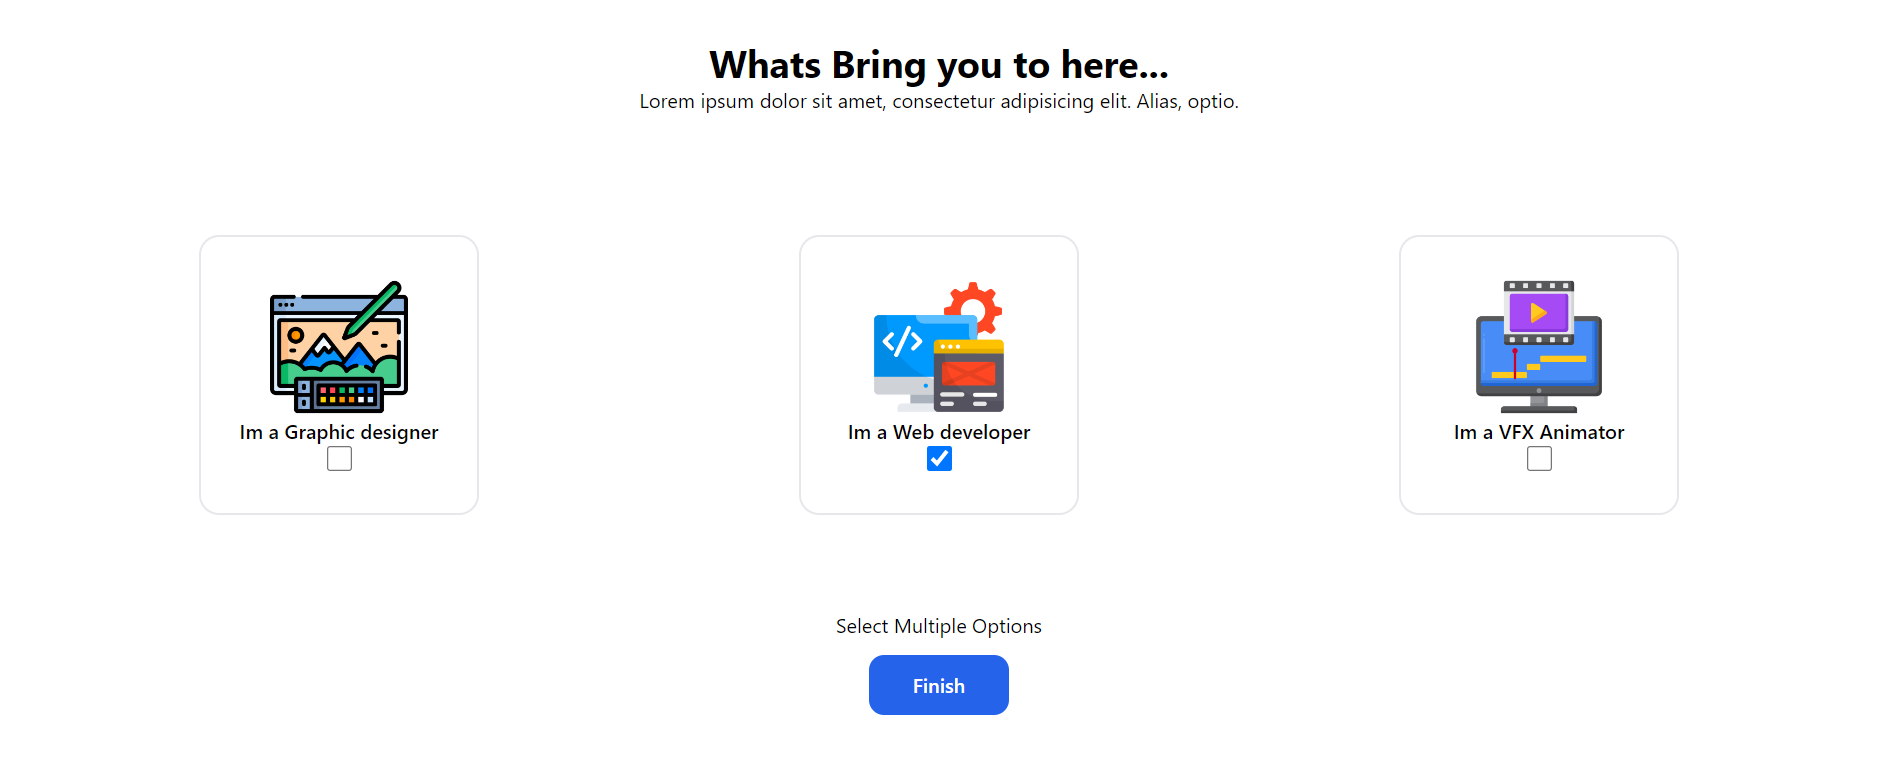 Whats Bring you to here...
Lorem ipsum dolor sit amet, consectetur adipisicing elit. Alias, optio.
</>
Im a Graphic designer
Im a Web developer
Im a VFX Animator
Select Multiple Options
Finish